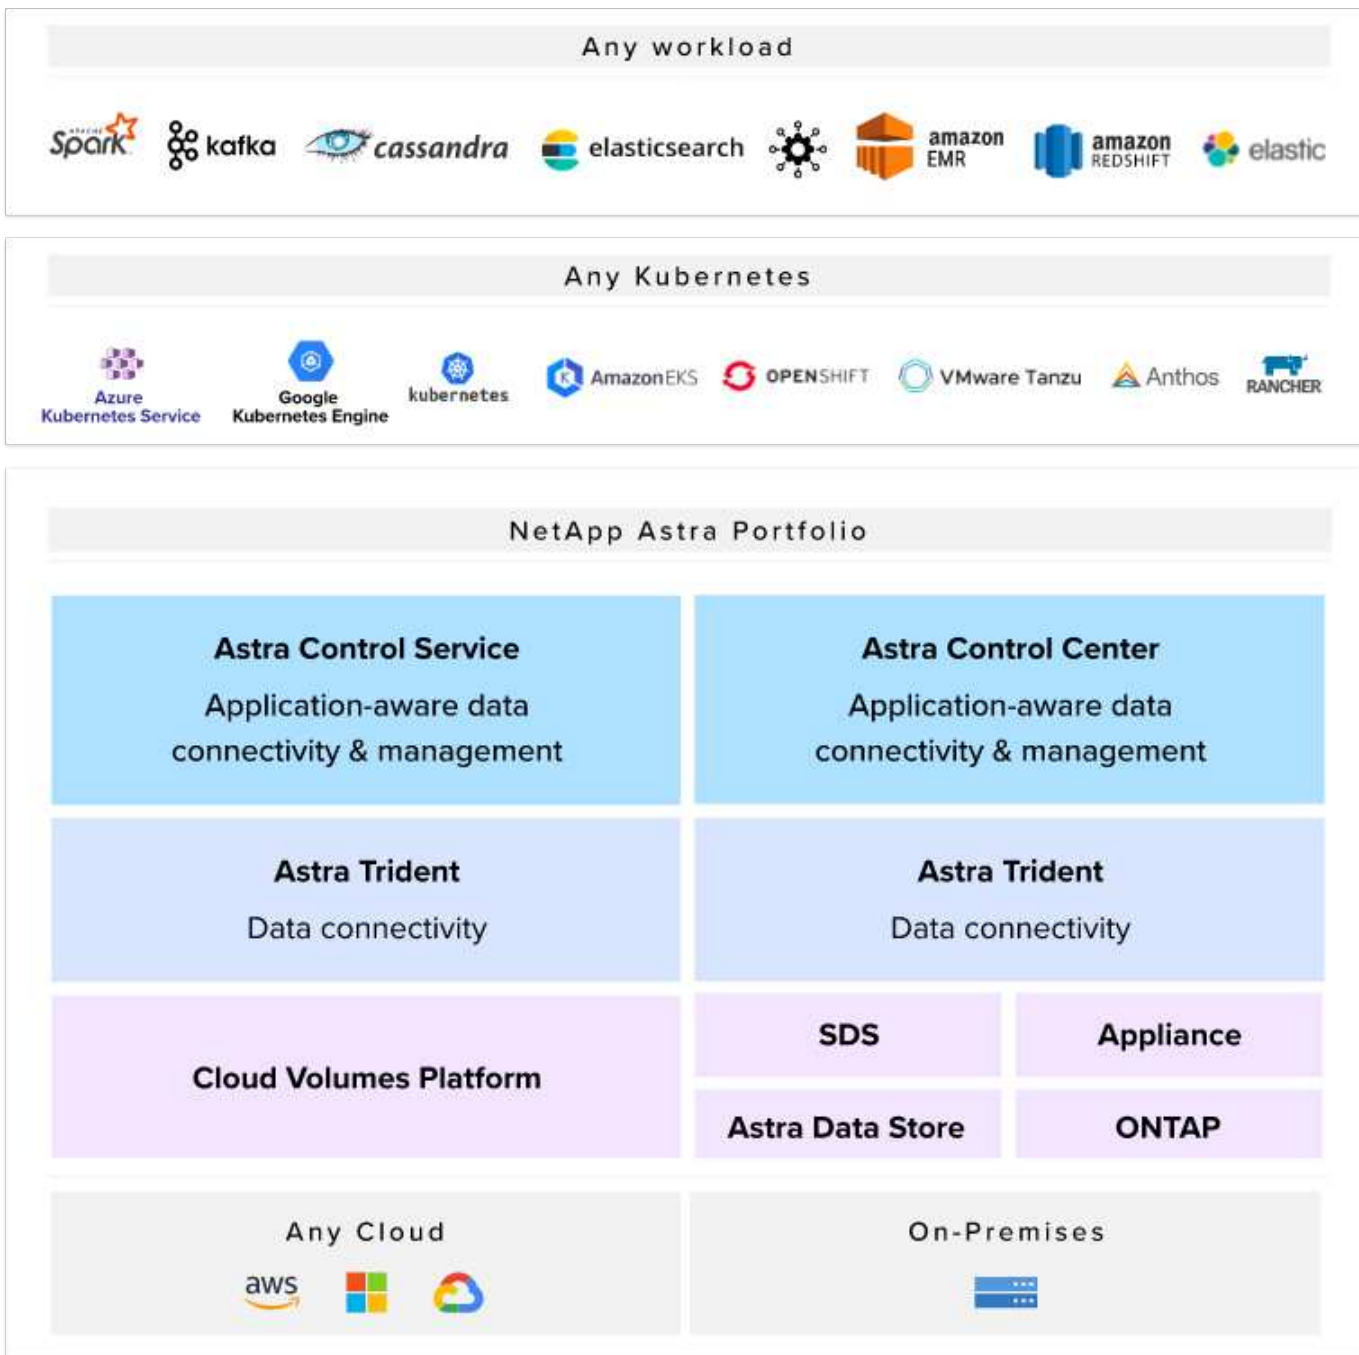 Any workload
APACHE
Spark
kafka
cassandra
elasticsearch
amazon
EMR
amazon
REDSHIFT
elastic
Any Kubernetes
Azure
Kubernetes Service
Google
Kubernetes Engine
kubernetes
K
Amazon EKS
OPENSHIFT
VMware Tanzu
Anthos
RANCHER
NetApp Astra Portfolio
Astra Control Service
Application-aware data
connectivity & management
Astra Control Center
Application-aware data
connectivity & management
Astra Trident
Data connectivity
Astra Trident
Data connectivity
Cloud Volumes Platform
SDS
Appliance
Astra Data Store
ONTAP
Any Cloud
aws
On-Premises